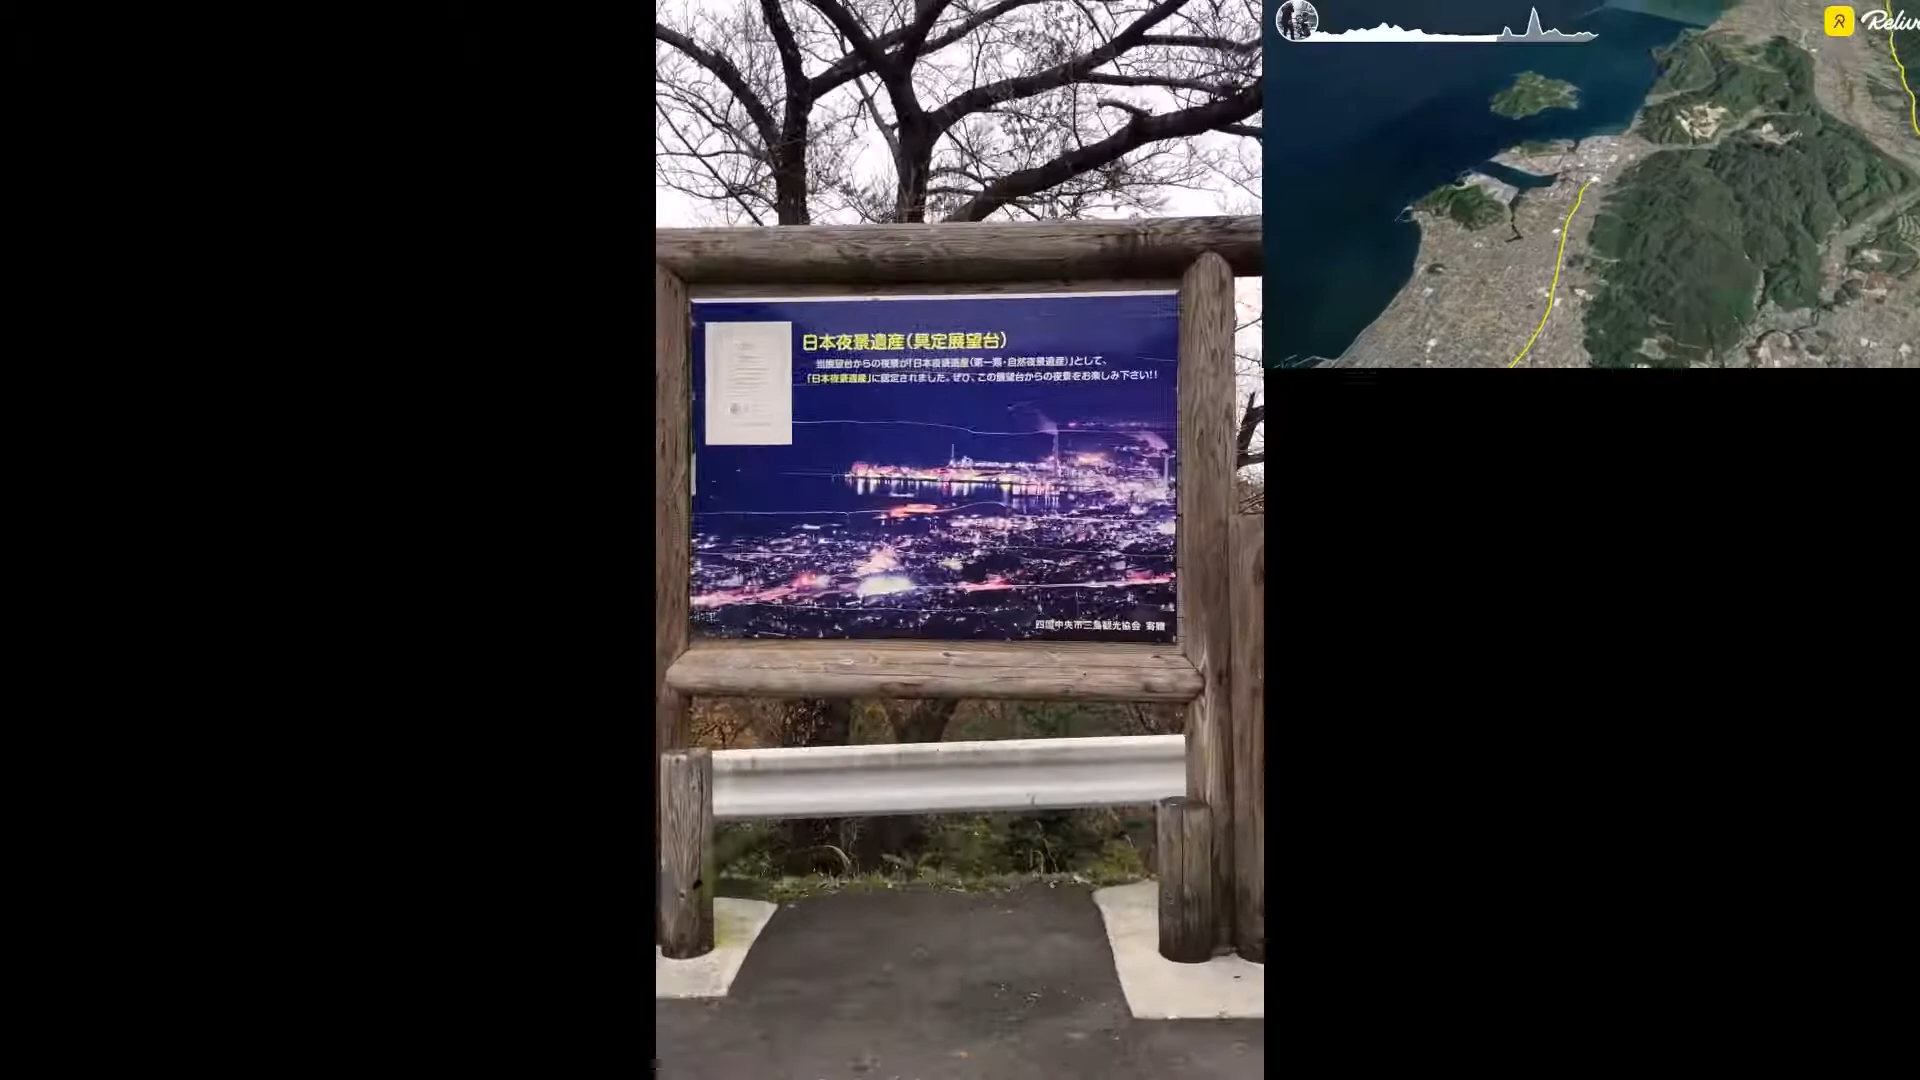 日本夜景遺産(具定展望台)
当展望台からの夜景が「日本夜景遺産(第一類・自然夜景遺産)」として、
「日本夜景遺産」に認定されました。ぜひ、この展望台からの夜景をお楽しみ下さい!!
四国中央市三島観光協会 寄贈